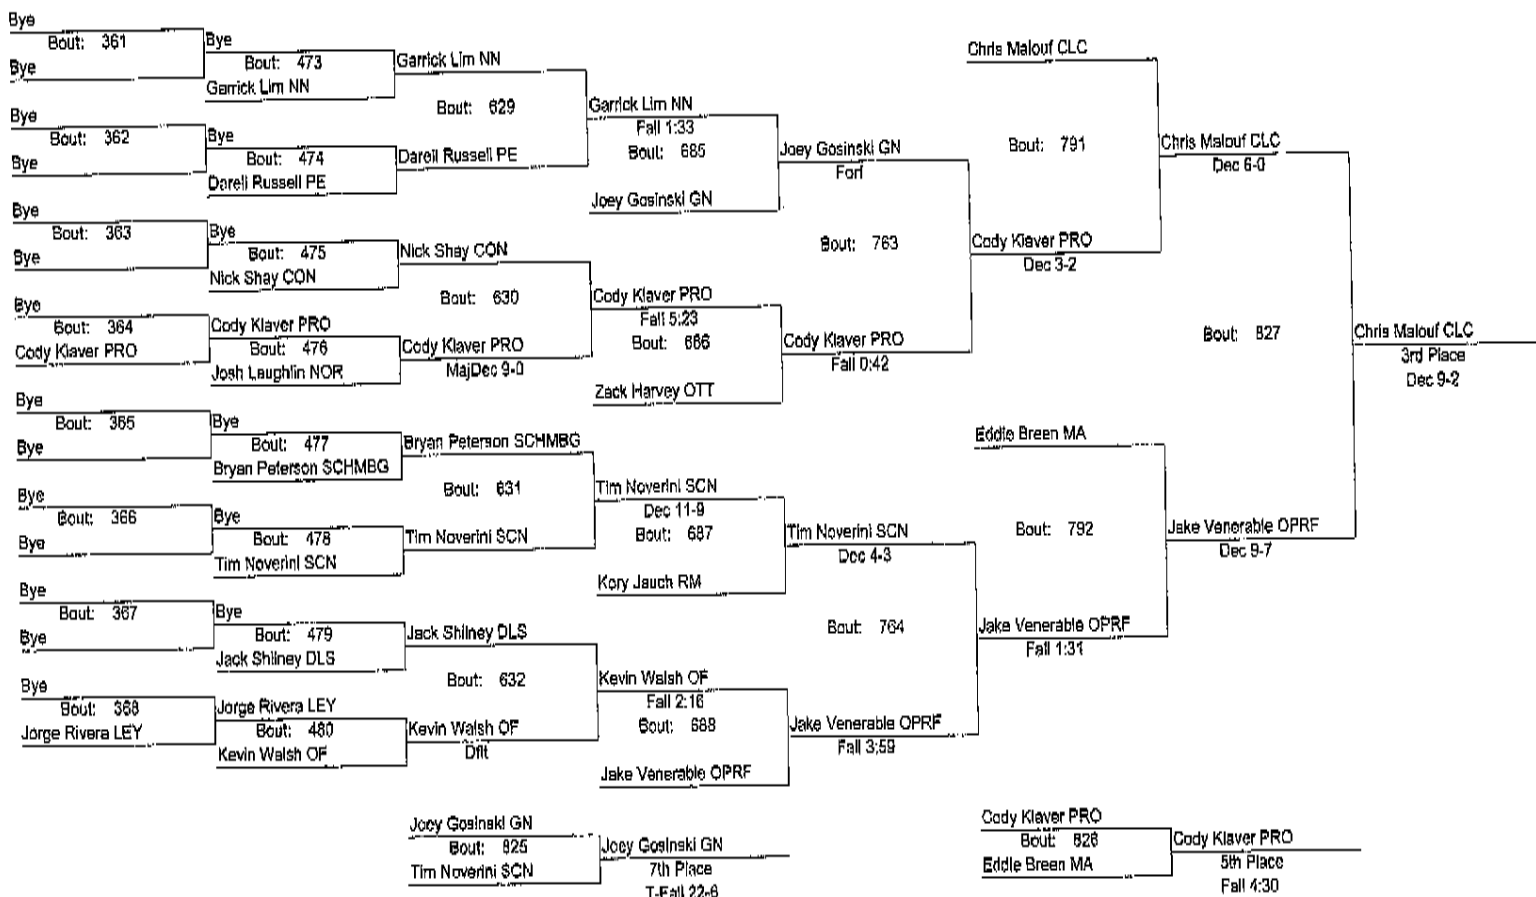 Bye
Bout: 361
Bye
Bye
Bout: 473
Garrick Lim NN
Garrick Lim NN
Bout: 629
Bye
Bout: 362
Bye
Bye
Bout: 474
Darell Russell PE
Darell Russell PE
Garrick Lim NN
Fall 1:33
Bout: 685
Joey Gosinski GN
Joey Gosinski GN
Forf
Bye
Bout: 363
Bye
Bye
Bout: 475
Nick Shay CON
Nick Shay CON
Bout: 630
Bye
Bout: 364
Cody Klaver PRO
Cody Klaver PRO
Bout: 476
Josh Laughlin NOR
Cody Klaver PRO
MajDec 9-0
Cody Klaver PRO
Fall 5:23
Bout: 686
Zack Harvey OTT
Cody Klaver PRO
Fall 0:42
Bout: 763
Chris Malouf CLC
Bout: 791
Cody Klaver PRO
Dec 3-2
Chris Malouf CLC
Dec 6-0
Bye
Bout: 365
Bye
Bye
Bout: 477
Bryan Peterson SCHMBG
Bryan Peterson SCHMBG
Bout: 631
Bye
Bout: 366
Bye
Bye
Bout: 478
Tim Noverini SCN
Tim Noverini SCN
Tim Noverini SCN
Dec 11-9
Bout: 687
Kory Jauch RM
Tim Noverini SCN
Dec 4-3
Bye
Bout: 367
Bye
Bye
Bout: 479
Jack Shilney DLS
Jack Shilney DLS
Bout: 632
Bye
Bout: 368
Jorge Rivera LEY
Jorge Rivera LEY
Bout: 480
Kevin Walsh OF
Kevin Walsh OF
Dflt
Kevin Walsh OF
Fall 2:16
Bout: 688
Jake Venerable OPRF
Jake Venerable OPRF
Fall 3:59
Bout: 764
Eddie Breen MA
Bout: 792
Jake Venerable OPRF
Fall 1:31
Jake Venerable OPRF
Dec 9-7
Bout: 827
Chris Malouf CLC
3rd Place
Dec 9-2
Joey Gosinski GN
Bout: 825
Tim Noverini SCN
Joey Gosinski GN
7th Place
T-Fall 22-6
Cody Klaver PRO
Bout: 826
Eddie Breen MA
Cody Klaver PRO
5th Place
Fall 4:30